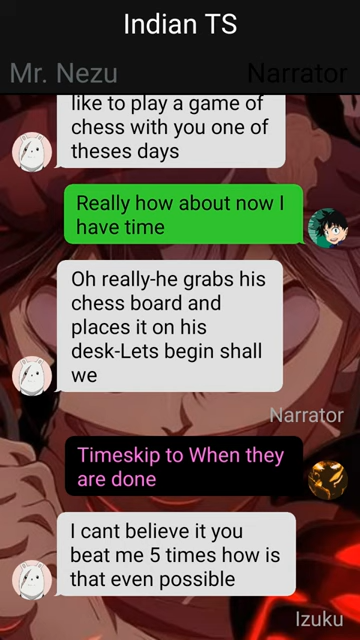 Indian TS
Mr. Nezu
Narrator
like to play a game of
chess with you one of
theses days
Really how about now I
have time
Oh really-he grabs his
chess board and
places it on his
desk-Lets begin shall
we
Narrator
Timeskip to When they
are done
I cant believe it you
beat me 5 times how is
that even possible
Izuku